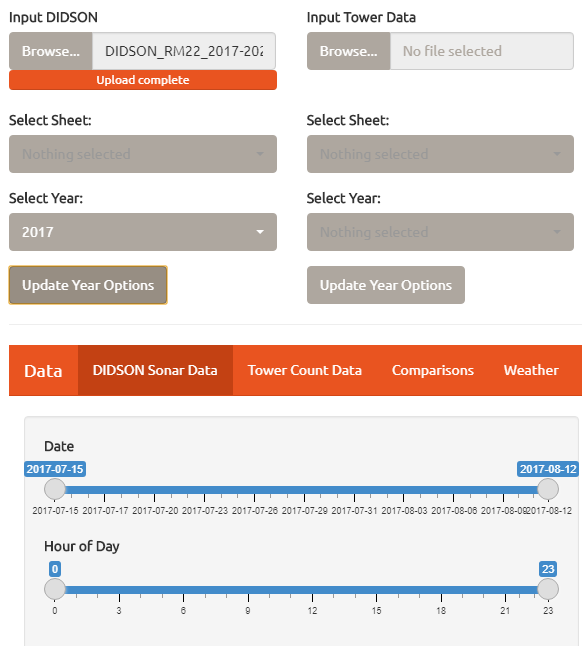 Input DIDSON
Input Tower Data
Browse... DIDSON_RM22_2017-202
Browse... No file selected
Upload complete
Select Sheet:
Select Sheet:
Nothing selected
Nothing selected
Select Year:
Select Year:
2017
Nothing selected
Update Year Options
Update Year Options
Data DIDSON Sonar Data Tower Count Data Comparisons Weather
Date
2017-07-15 2017-08-12
2017-07-15 2017-07-17 2017-07-20 2017-07-23 2017-07-26 2017-07-29 2017-07-31 2017-08-03 2017-08-06 2017-08-09 2017-08-12
Hour of Day
0 23
0 3 6 9 12 15 18 21 23